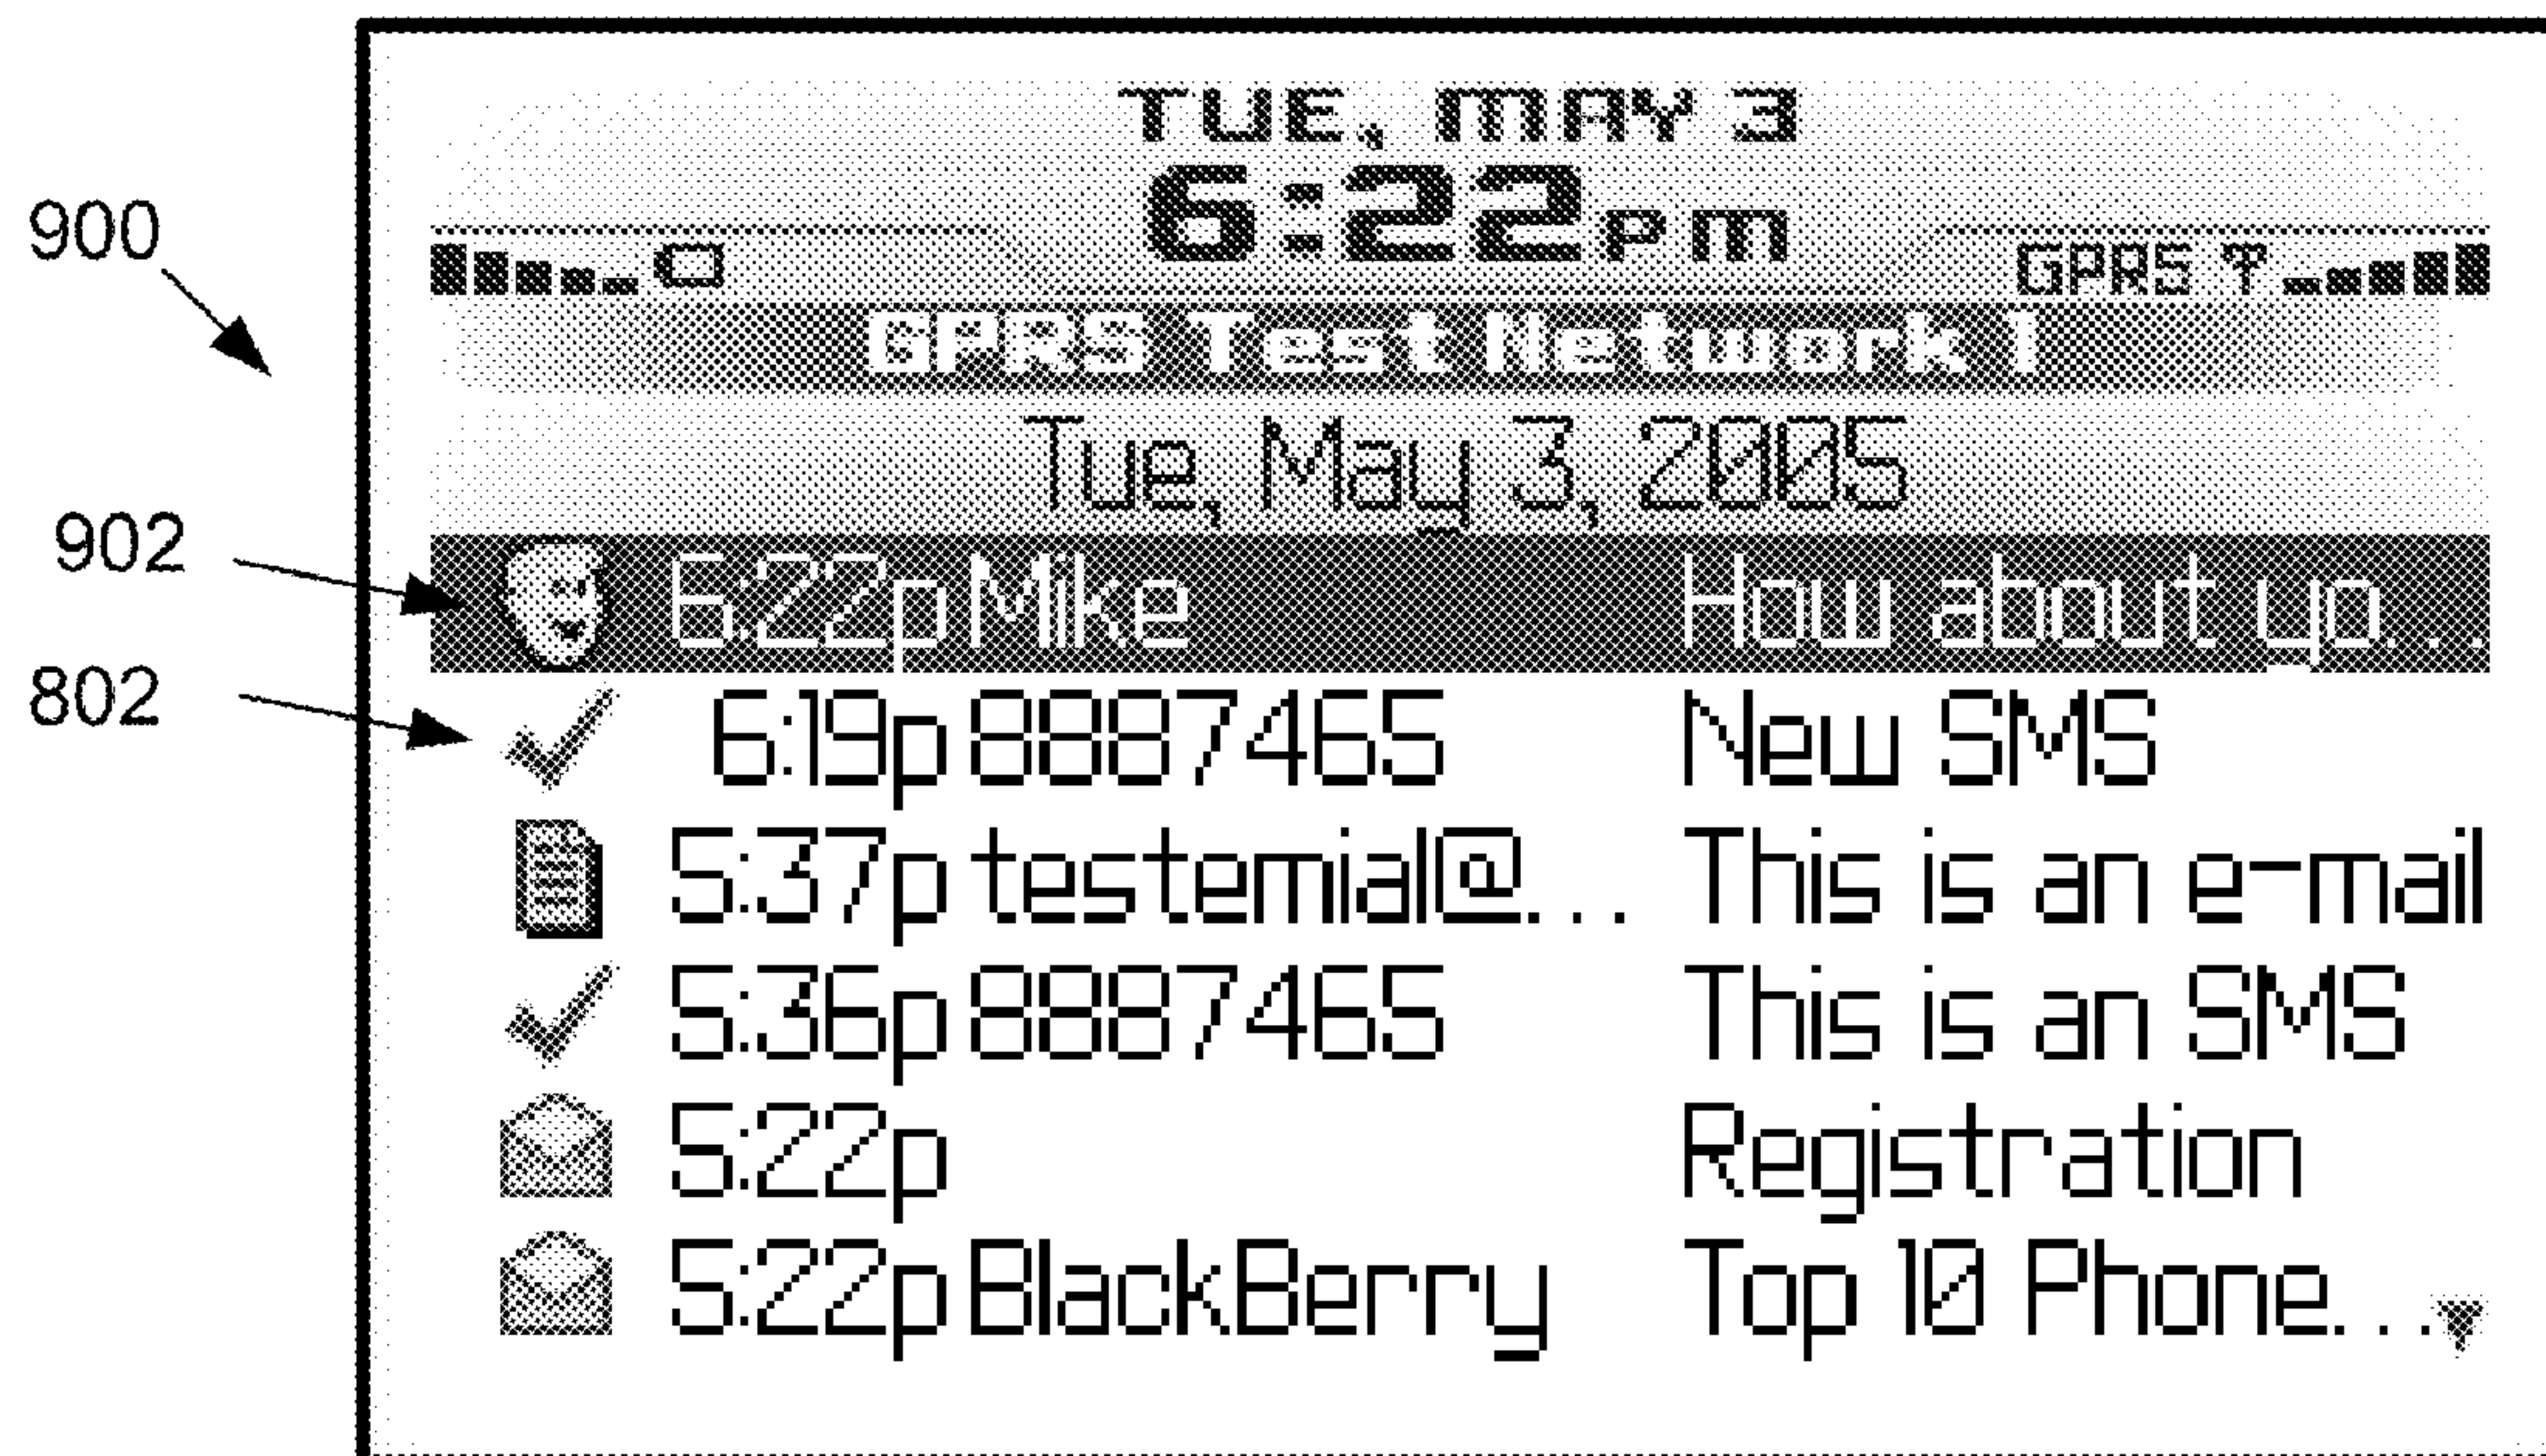 TUE, MAY 3
6:22pm
900
GPRS
GPRS Test Network 1
Tue, May 3, 2005
902
6:22p Mike How about yo...
802
6:19p 8887465 New SMS
5:37p testemial@... This is an e-mail
5:36p 8887465 This is an SMS
5:22p Registration
5:22p BlackBerry Top 10 Phone...